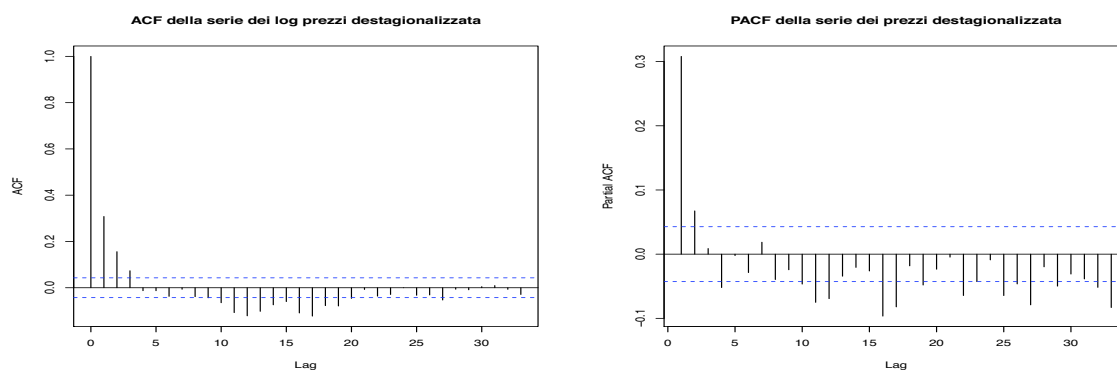 ACF della serie dei log prezzi destagionalizzata
ACF
1.0
0.8
0.6
0.4
0.2
0.0
0 5 10 15 20 25 30
Lag
PACF della serie dei prezzi destagionalizzata
Partial ACF
0.3
0.2
0.1
0.0
−0.1
0 5 10 15 20 25 30
Lag